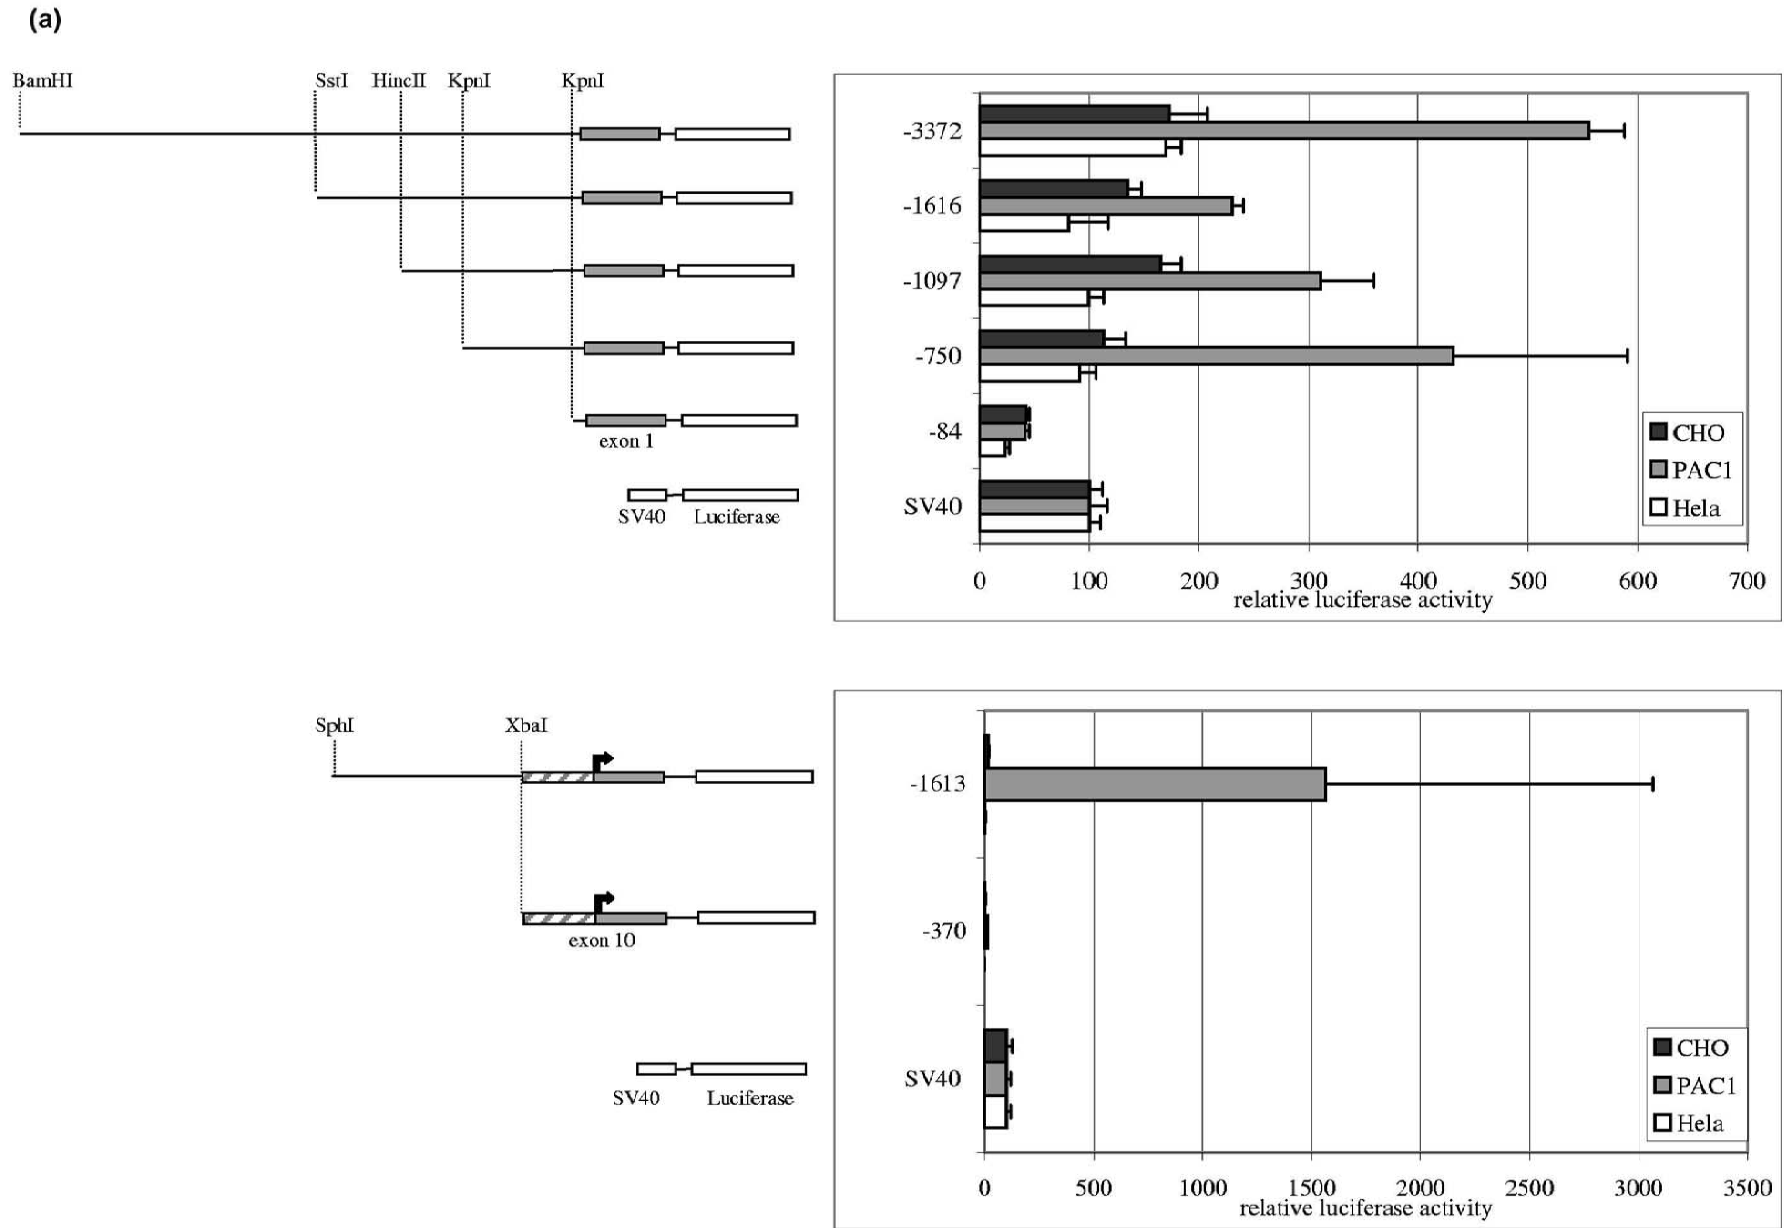 (a)
BamHI SstI HincII KpnI KpnI
exon 1
SV40 Luciferase
-3372
-1616
-1097
-750
-84
SV40
CHO
PAC1
Hela
0 100 200 300 400 500 600 700
relative luciferase activity
SphI XbaI
exon 10
SV40 Luciferase
-1613
-370
SV40
CHO
PAC1
Hela
0 500 1000 1500 2000 2500 3000 3500
relative luciferase activity